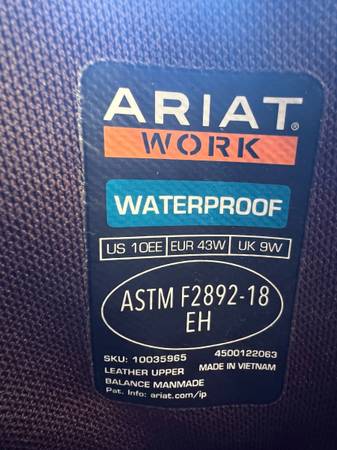 ARIAT®
WORK
WATERPROOF
US 10EE EUR 43W UK 9W
ASTM F2892-18
EH
SKU: 10035965 4500122063
LEATHER UPPER MADE IN VIETNAM
BALANCE MANMADE
Pat. Info: ariat.com/ip